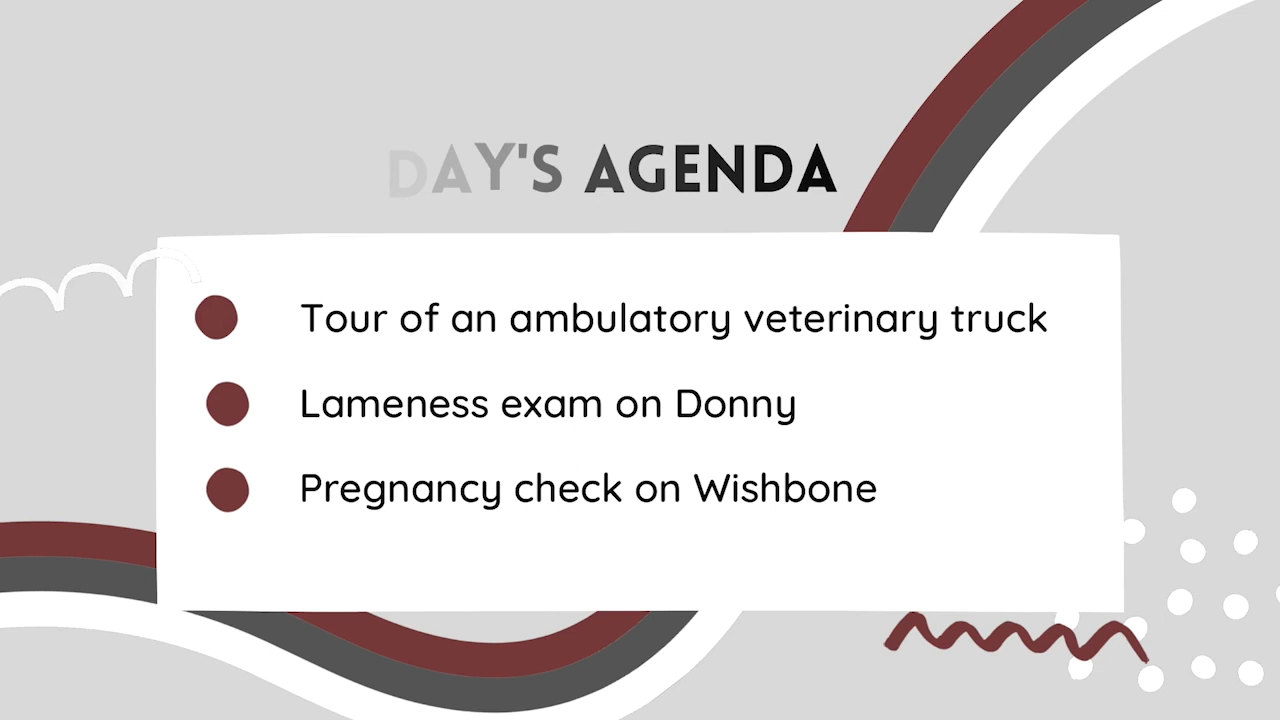 DAY'S AGENDA
Tour of an ambulatory veterinary truck
Lameness exam on Donny
Pregnancy check on Wishbone